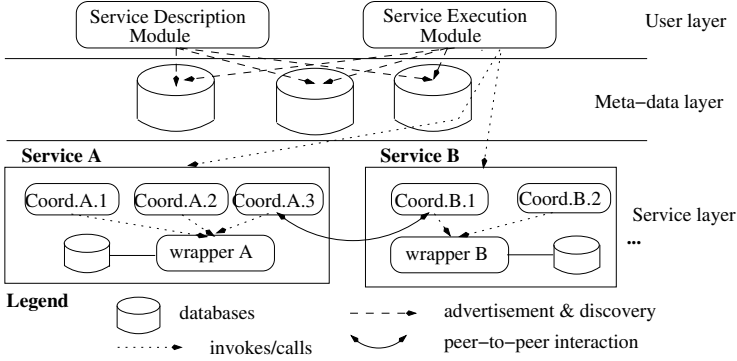 Service Description
Module
Service Execution
Module
User layer
Meta-data layer
Service A
Service B
Coord.A.1
Coord.A.2
Coord.A.3
Coord.B.1
Coord.B.2
Service layer
wrapper A
wrapper B
...
Legend
databases
advertisement & discovery
invokes/calls
peer-to-peer interaction